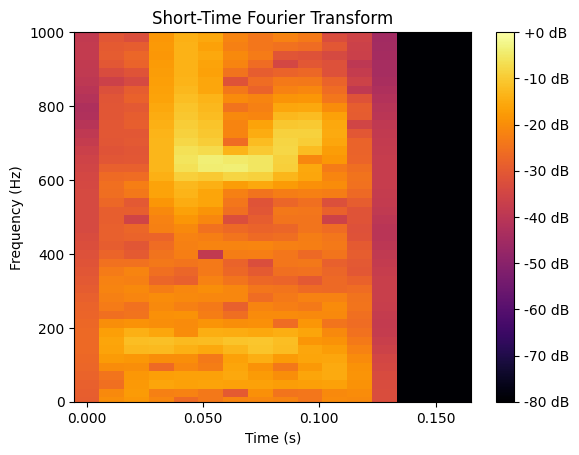 Short-Time Fourier Transform
1000
800
600
400
200
0
Frequency (Hz)
0.000
0.050
0.100
0.150
Time (s)
+0 dB
-10 dB
-20 dB
-30 dB
-40 dB
-50 dB
-60 dB
-70 dB
-80 dB